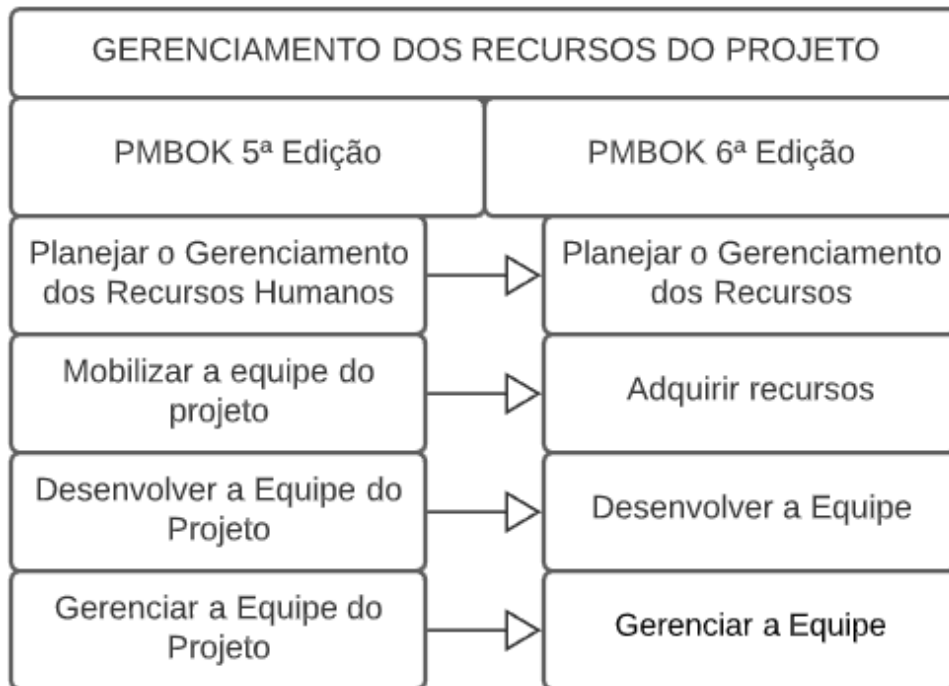 GERENCIAMENTO DOS RECURSOS DO PROJETO
PMBOK 5ª Edição
PMBOK 6ª Edição
Planejar o Gerenciamento
dos Recursos Humanos
Planejar o Gerenciamento
dos Recursos
Mobilizar a equipe do
projeto
Adquirir recursos
Desenvolver a Equipe do
Projeto
Desenvolver a Equipe
Gerenciar a Equipe do
Projeto
Gerenciar a Equipe